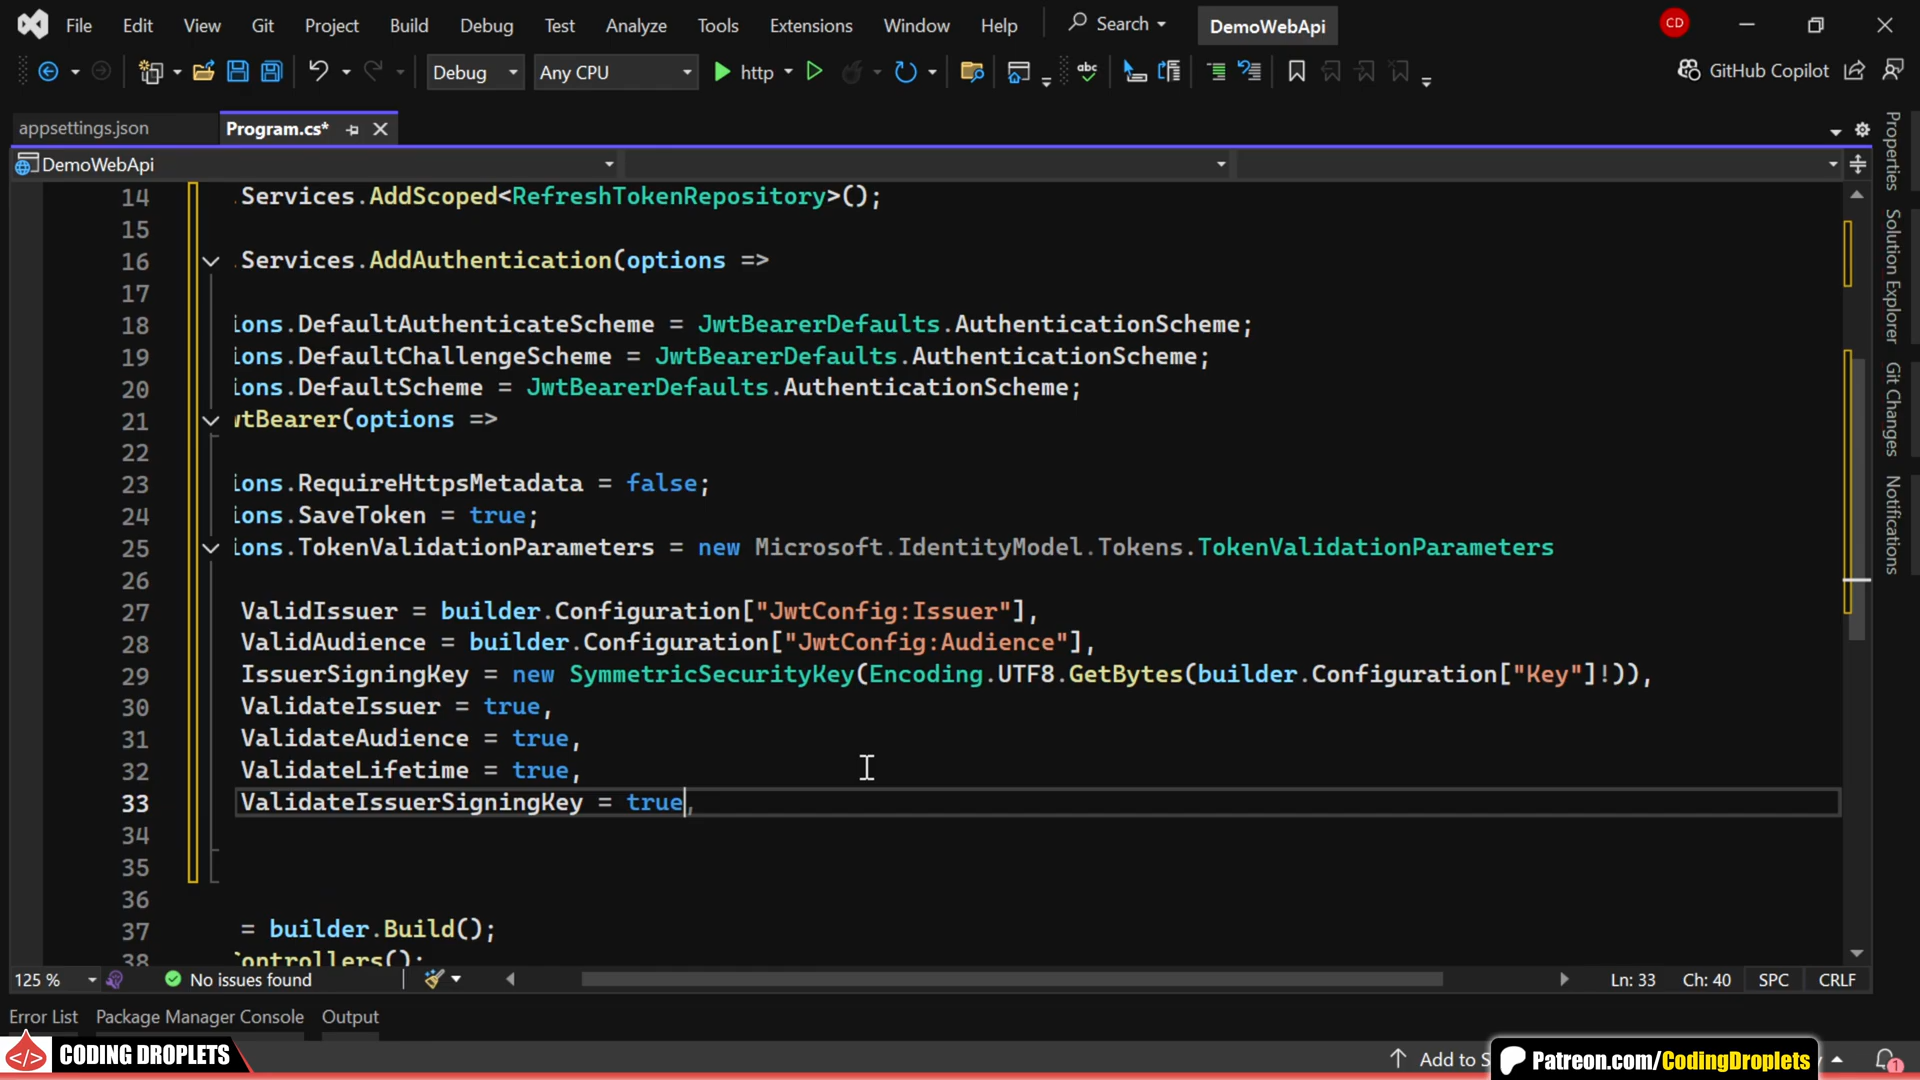 File Edit View Git Project Build Debug Test Analyze Tools Extensions Window Help Search DemoWebApi CD
Debug Any CPU http GitHub Copilot
appsettings.json Program.cs*
DemoWebApi
14 .Services.AddScoped<RefreshTokenRepository>();
15
16 .Services.AddAuthentication(options =>
17
18 ions.DefaultAuthenticateScheme = JwtBearerDefaults.AuthenticationScheme;
19 ions.DefaultChallengeScheme = JwtBearerDefaults.AuthenticationScheme;
20 ions.DefaultScheme = JwtBearerDefaults.AuthenticationScheme;
21 wtBearer(options =>
22
23 ions.RequireHttpsMetadata = false;
24 ions.SaveToken = true;
25 ions.TokenValidationParameters = new Microsoft.IdentityModel.Tokens.TokenValidationParameters
26
27 ValidIssuer = builder.Configuration["JwtConfig:Issuer"],
28 ValidAudience = builder.Configuration["JwtConfig:Audience"],
29 IssuerSigningKey = new SymmetricSecurityKey(Encoding.UTF8.GetBytes(builder.Configuration["Key"]!)),
30 ValidateIssuer = true,
31 ValidateAudience = true,
32 ValidateLifetime = true,
33 ValidateIssuerSigningKey = true,
34
35
36
37 = builder.Build();
38 Controllers();
Properties
Solution Explorer
Git Changes
Notifications
125 % No issues found Ln: 33 Ch: 40 SPC CRLF
Error List Package Manager Console Output
CODING DROPLETS Add to S Patreon.com/CodingDroplets 1